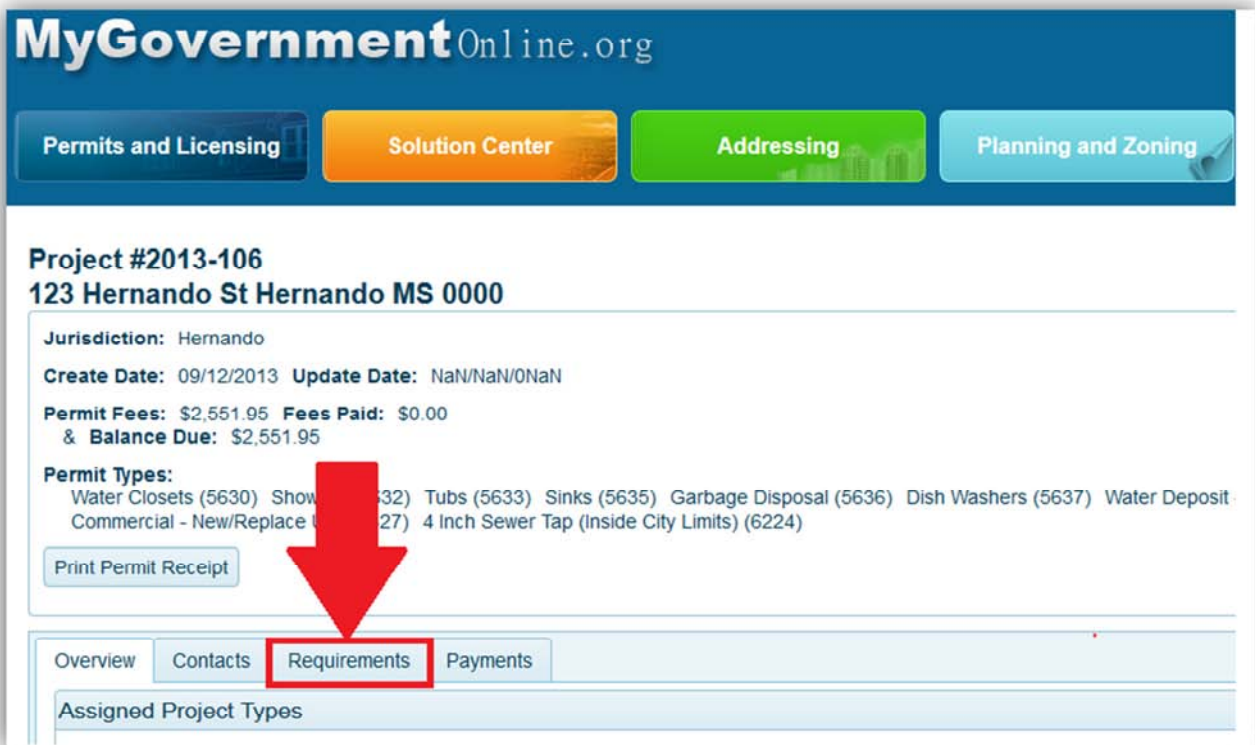 MyGovernmentOnline.org
Permits and Licensing Solution Center Addressing Planning and Zoning
Project #2013-106
123 Hernando St Hernando MS 0000
Jurisdiction: Hernando
Create Date: 09/12/2013 Update Date: NaN/NaN/0NaN
Permit Fees: $2,551.95 Fees Paid: $0.00
& Balance Due: $2,551.95
Permit Types:
Water Closets (5630) Show 32) Tubs (5633) Sinks (5635) Garbage Disposal (5636) Dish Washers (5637) Water Deposit -
Commercial - New/Replace 27) 4 Inch Sewer Tap (Inside City Limits) (6224)
Print Permit Receipt
Overview Contacts Requirements Payments
Assigned Project Types